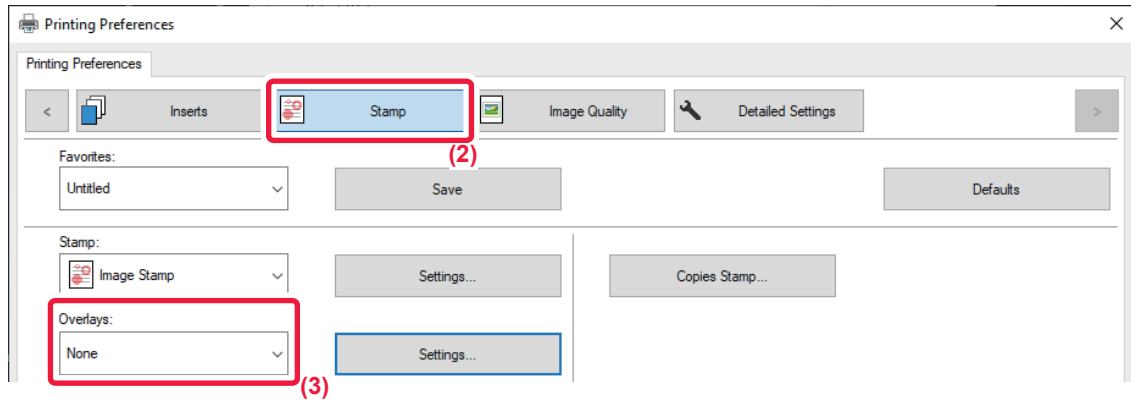 Printing Preferences
Printing Preferences
< Inserts Stamp Image Quality Detailed Settings >
(2)
Favorites:
Untitled Save Defaults
Stamp:
Image Stamp Settings... Copies Stamp...
Overlays:
None Settings...
(3)